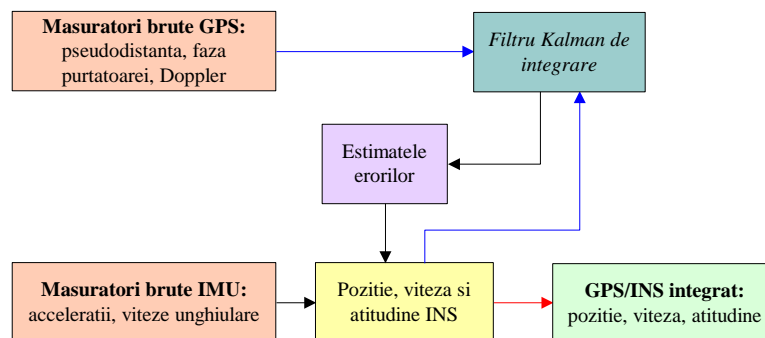 Masuratori brute GPS:
pseudodistanta, faza
purtatoarei, Doppler
Filtru Kalman de
integrare
Estimatele
erorilor
Masuratori brute IMU:
acceleratii, viteze unghiulare
Pozitie, viteza si
atitudine INS
GPS/INS integrat:
pozitie, viteza, atitudine